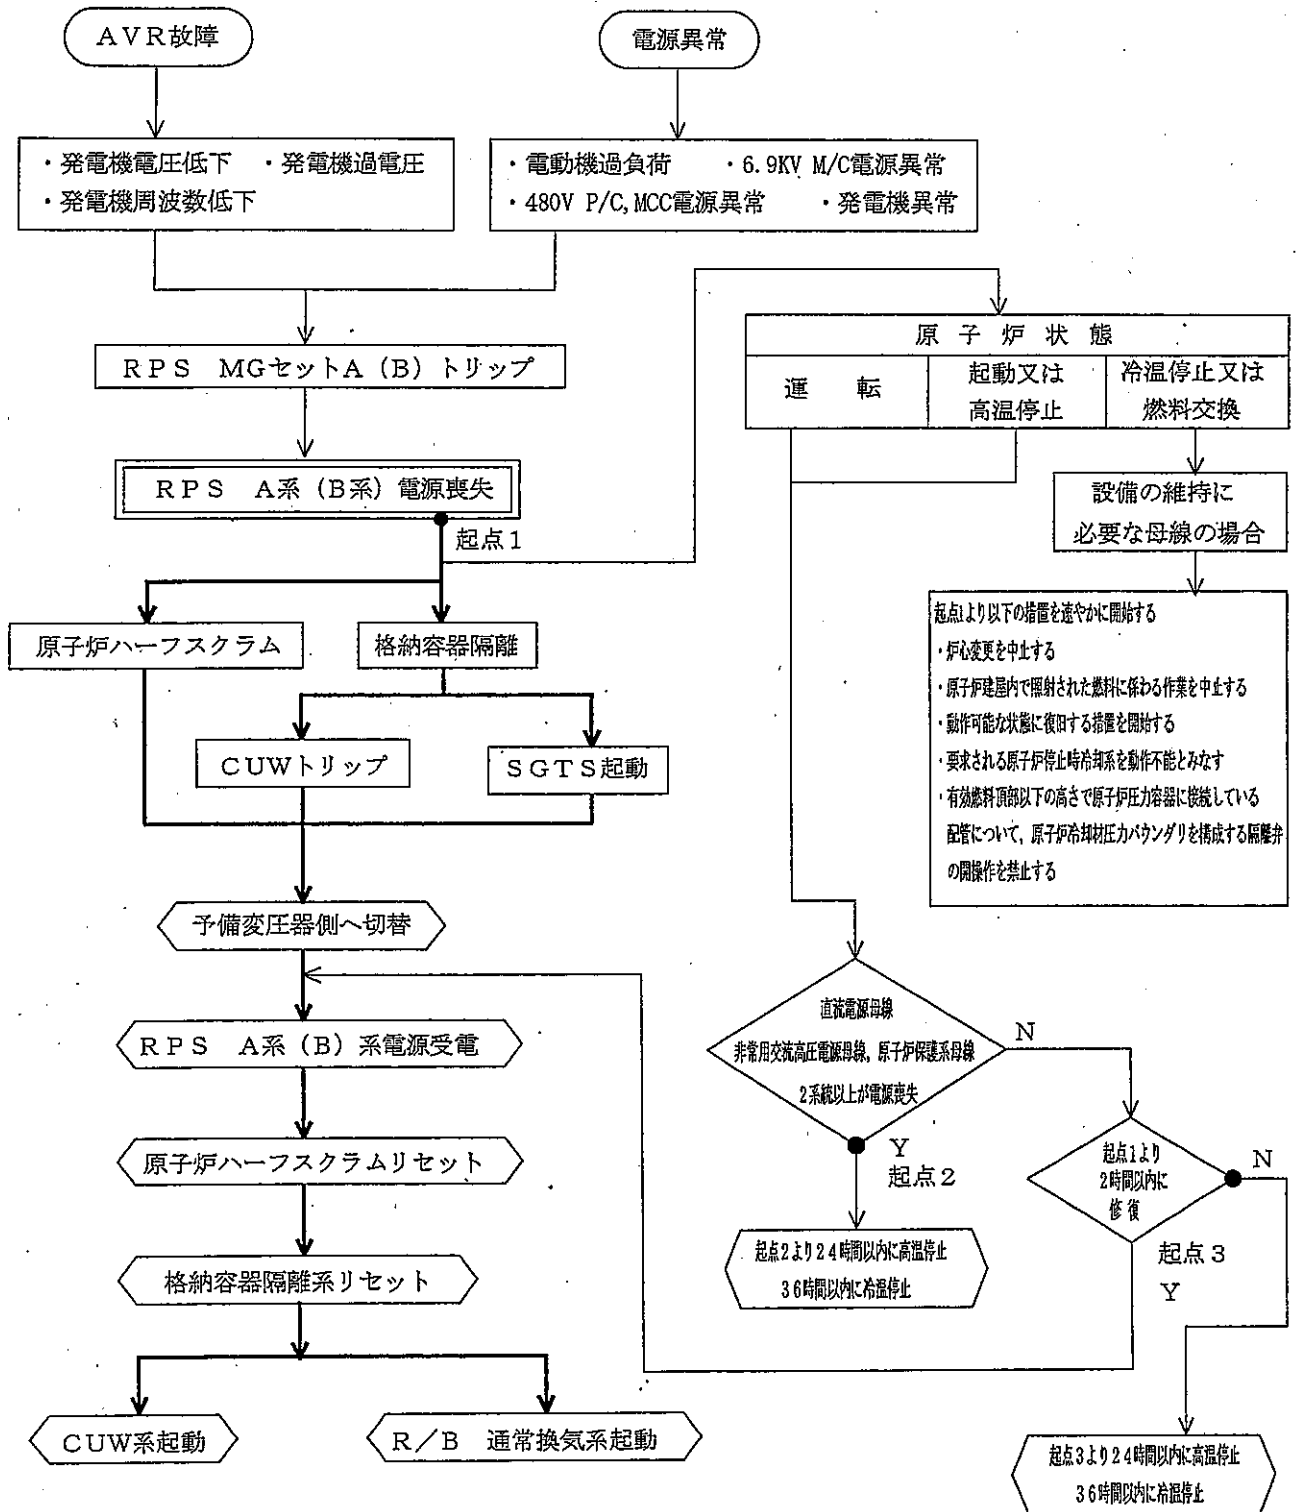 AVR故障
電源異常
・発電機電圧低下　・発電機過電圧
・発電機周波数低下
・電動機過負荷　・6.9KV M/C電源異常
・480V P/C,MCC電源異常　・発電機異常
RPS　MGセットA（B）トリップ
RPS　A系（B系）電源喪失
起点1
原子炉ハーフスクラム
格納容器隔離
CUWトリップ
SGTS起動
予備変圧器側へ切替
RPS　A系（B）系電源受電
原子炉ハーフスクラムリセット
格納容器隔離系リセット
CUW系起動
R／B　通常換気系起動
原子炉状態
運　転
起動又は
高温停止
冷温停止又は
燃料交換
設備の維持に
必要な母線の場合
起点1より以下の措置を速やかに開始する
・炉心変更を中止する
・原子炉建屋内で照射された燃料に係わる作業を中止する
・動作可能な状態に復旧する措置を開始する
・要求される原子炉停止時冷却系を動作不能とみなす
・有効燃料頂部以下の高さで原子炉圧力容器に接続している
配管について，原子炉冷却材圧力バウンダリを構成する隔離弁
の開操作を禁止する
直流電源母線
非常用交流高圧電源母線，原子炉保護系母線
2系統以上が電源喪失
N
Y
起点2
起点2より24時間以内に高温停止
36時間以内に冷温停止
起点1より
2時間以内に
修復
N
起点3
Y
起点3より24時間以内に高温停止
36時間以内に冷温停止